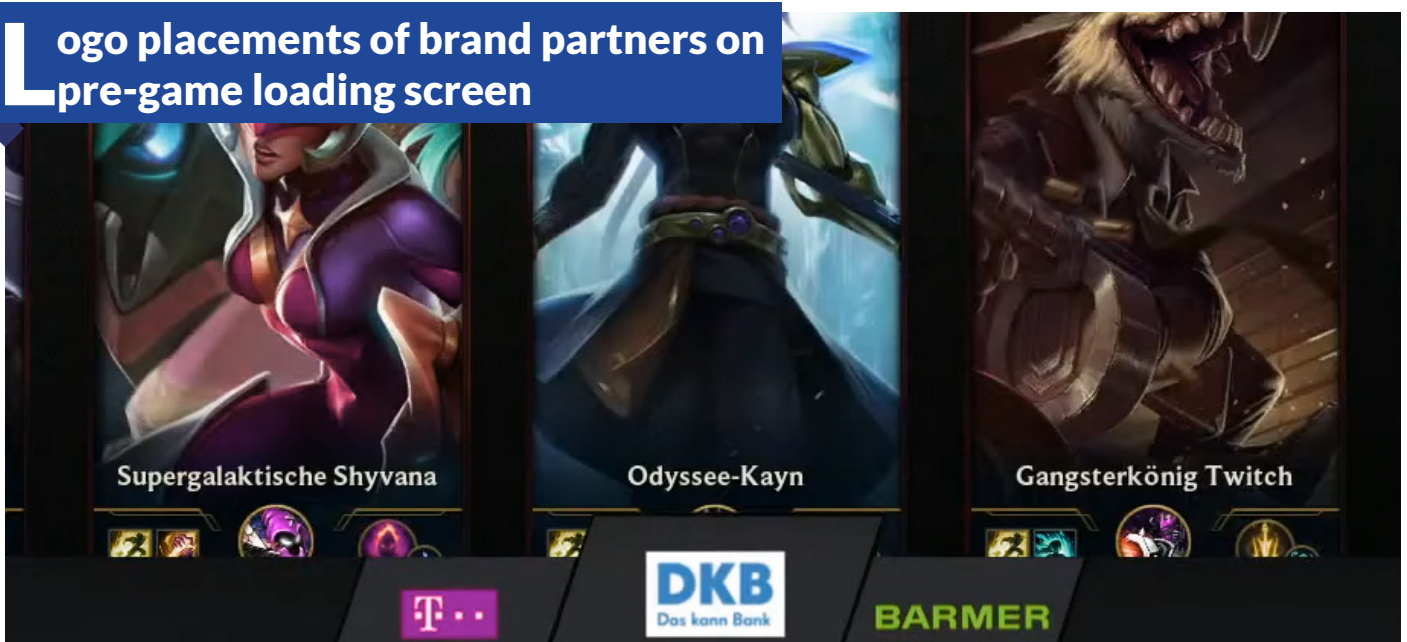 Logo placements of brand partners on
pre-game loading screen
Supergalaktische Shyvana
Odyssee-Kayn
Gangsterkönig Twitch
T··
DKB
Das kann Bank
BARMER